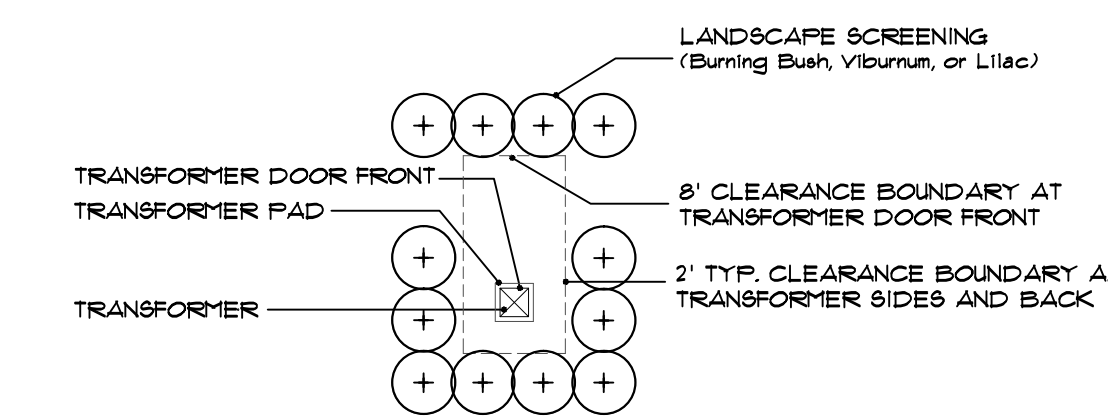 LANDSCAPE SCREENING
(Burning Bush, Viburnum, or Lilac)
TRANSFORMER DOOR FRONT
TRANSFORMER PAD
8' CLEARANCE BOUNDARY AT
TRANSFORMER DOOR FRONT
2' TYP. CLEARANCE BOUNDARY
TRANSFORMER SIDES AND BACK
TRANSFORMER